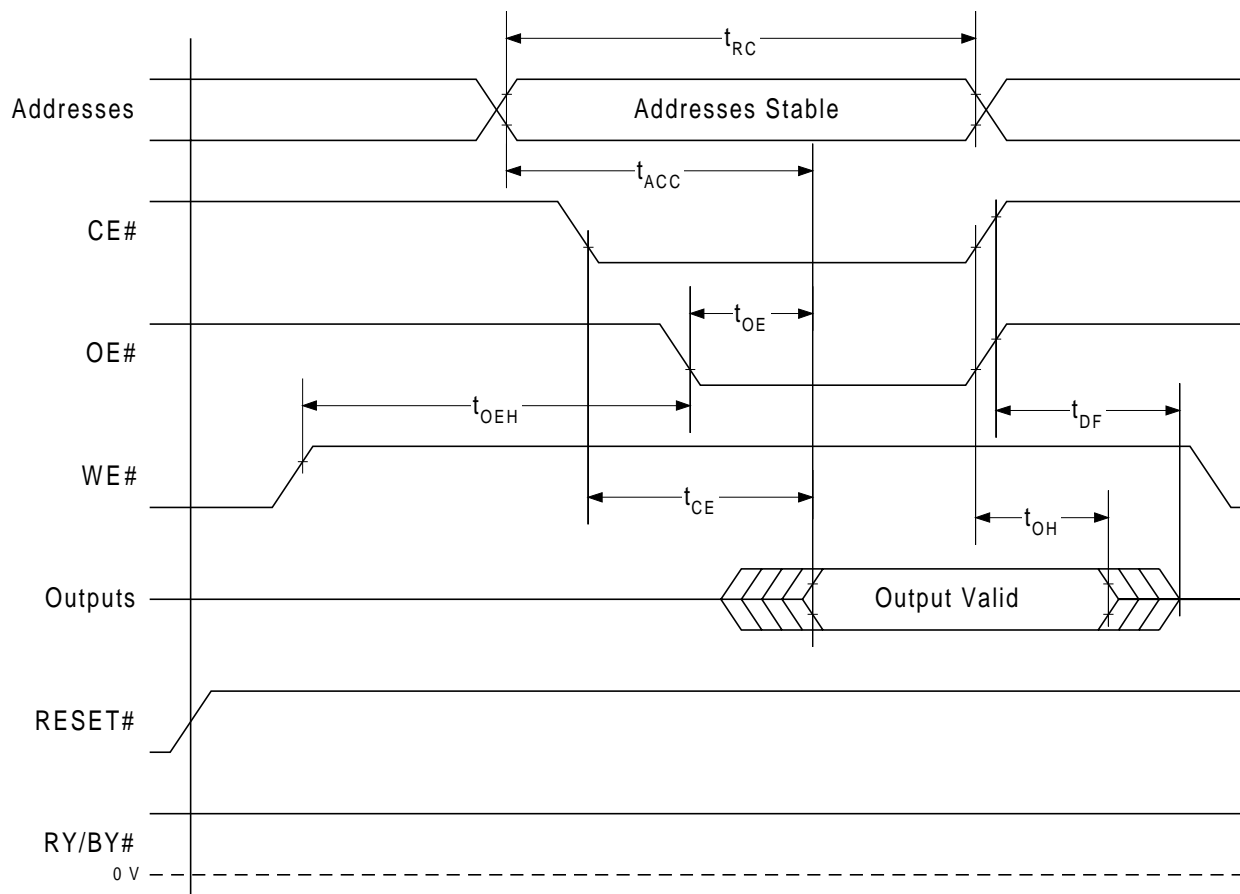 tRC
Addresses
Addresses Stable
tACC
CE#
tOE
OE#
tOEH
tDF
WE#
tCE
tOH
Outputs
Output Valid
RESET#
RY/BY#
0 V